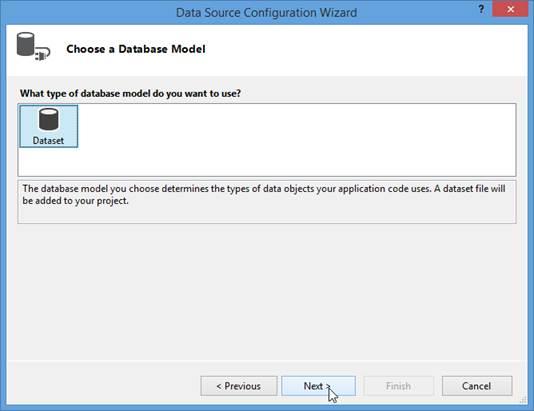 Data Source Configuration Wizard
?
Choose a Database Model
What type of database model do you want to use?
Dataset
The database model you choose determines the types of data objects your application code uses. A dataset file will
be added to your project.
< Previous
Next >
Finish
Cancel